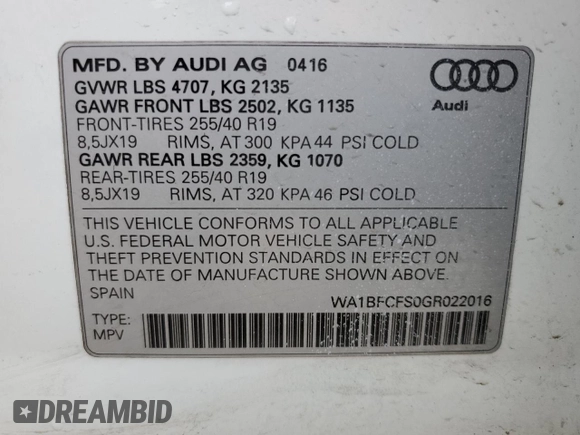 MFD. BY AUDI AG 0416
GVWR LBS 4707, KG 2135
GAWR FRONT LBS 2502, KG 1135
FRONT-TIRES 255/40 R19
8,5JX19 RIMS, AT 300 KPA 44 PSI COLD
GAWR REAR LBS 2359, KG 1070
REAR-TIRES 255/40 R19
8,5JX19 RIMS, AT 320 KPA 46 PSI COLD
Audi
THIS VEHICLE CONFORMS TO ALL APPLICABLE
U.S. FEDERAL MOTOR VEHICLE SAFETY AND
THEFT PREVENTION STANDARDS IN EFFECT ON
THE DATE OF MANUFACTURE SHOWN ABOVE.
SPAIN
WA1BFCFS0GR022016
TYPE:
MPV
DREAMBID